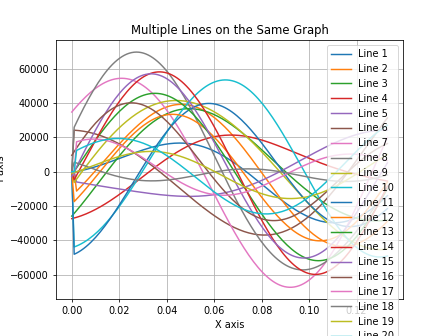 Multiple Lines on the Same Graph
60000
40000
20000
0
−20000
−40000
−60000
0.00
0.02
0.04
0.06
0.08
0.10
X axis
Line 1
Line 2
Line 3
Line 4
Line 5
Line 6
Line 7
Line 8
Line 9
Line 10
Line 11
Line 12
Line 13
Line 14
Line 15
Line 16
Line 17
Line 18
Line 19
Line 20